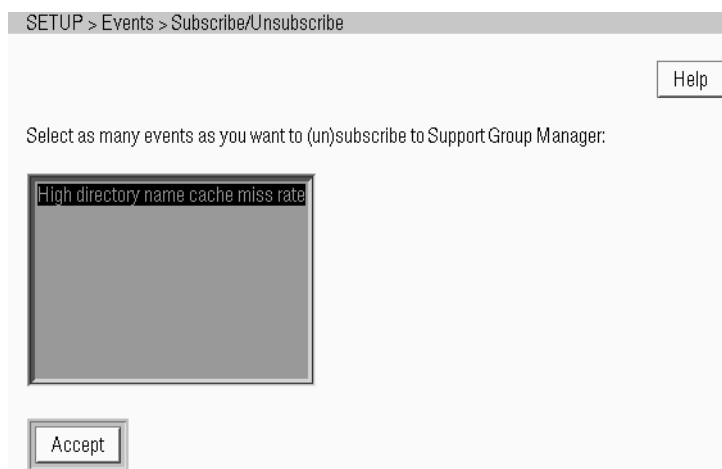 SETUP > Events > Subscribe/Unsubscribe
Help
Select as many events as you want to (un)subscribe to Support Group Manager:
High directory name cache miss rate
Accept